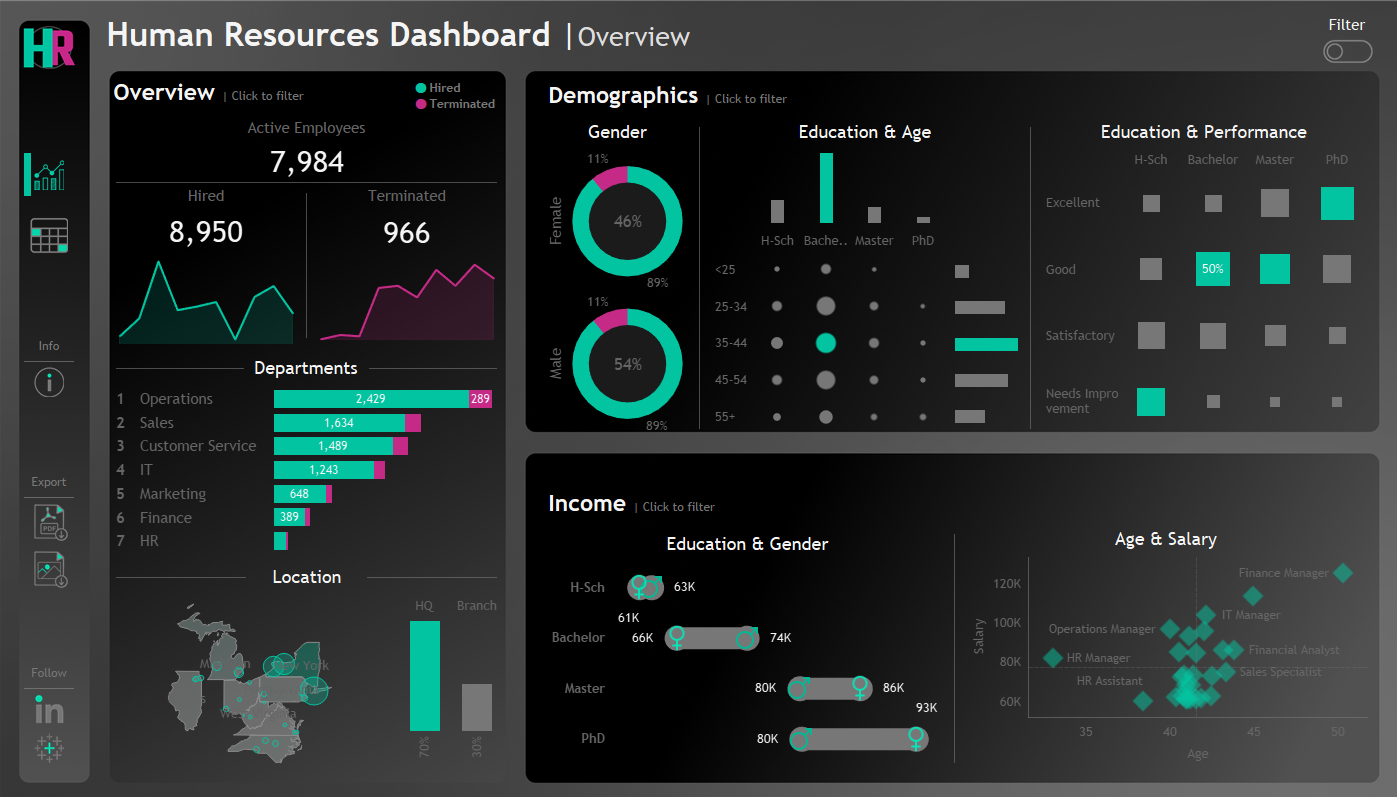 HR
Human Resources Dashboard | Overview
Filter
Overview | Click to filter
Hired
Terminated
Active Employees
7,984
Hired
8,950
Terminated
966
Departments
1 Operations 2,429 289
2 Sales 1,634
3 Customer Service 1,489
4 IT 1,243
5 Marketing 648
6 Finance 389
7 HR
Location
HQ Branch
New York
70% 30%
Info
i
Export
PDF
Follow
in
Demographics | Click to filter
Gender
11%
Female
46%
89%
11%
Male
54%
89%
Education & Age
H-Sch Bache.. Master PhD
<25
25-34
35-44
45-54
55+
Education & Performance
H-Sch Bachelor Master PhD
Excellent
Good 50%
Satisfactory
Needs Impro
vement
Income | Click to filter
Education & Gender
H-Sch 63K
61K
Bachelor 66K 74K
Master 80K 86K
93K
PhD 80K
Age & Salary
Salary
120K
100K
80K
60K
Finance Manager
IT Manager
Operations Manager
Financial Analyst
HR Manager
Sales Specialist
HR Assistant
35 40 45 50
Age